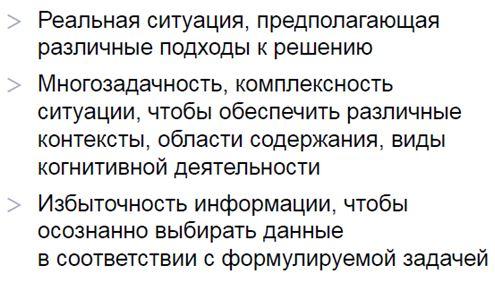 > Реальная ситуация, предполагающая
различные подходы к решению
> Многозадачность, комплексность
ситуации, чтобы обеспечить различные
контексты, области содержания, виды
когнитивной деятельности
> Избыточность информации, чтобы
осознанно выбирать данные
в соответствии с формулируемой задачей